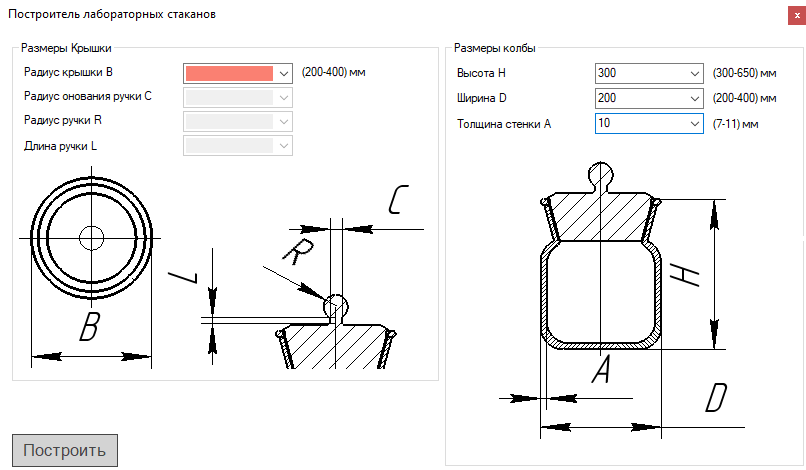 Построитель лабораторных стаканов
x
Размеры Крышки
Радиус крышки B
(200-400) мм
Радиус онования ручки C
Радиус ручки R
Длина ручки L
B
L
R
C
Размеры колбы
Высота H
300
(300-650) мм
Ширина D
200
(200-400) мм
Толщина стенки A
10
(7-11) мм
H
A
D
Построить